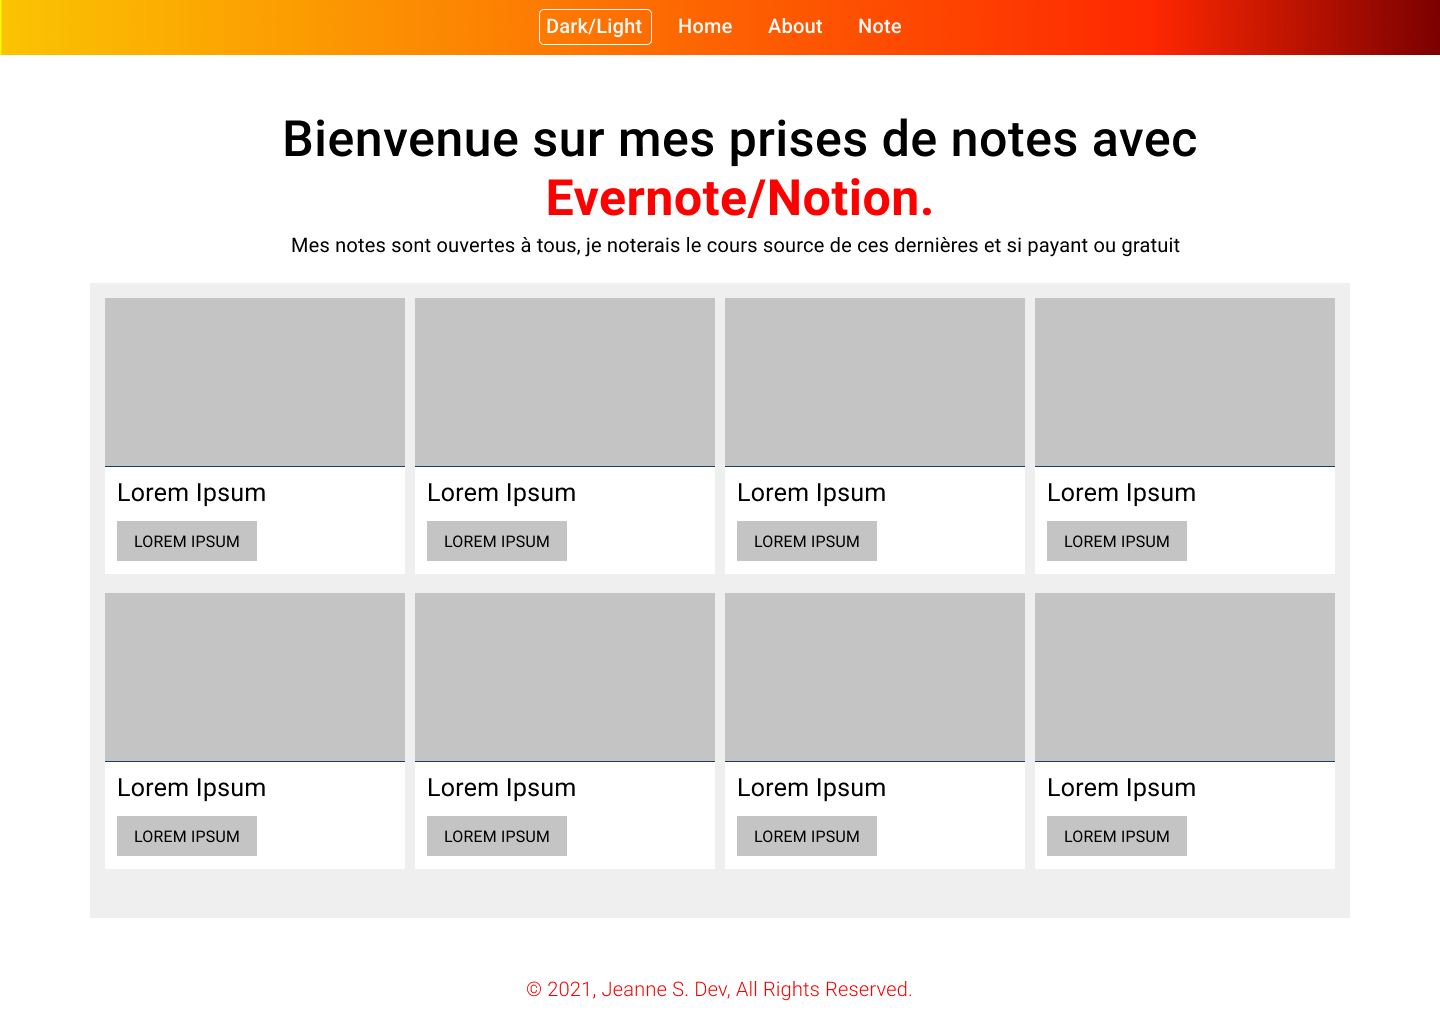 Dark/Light Home About Note
Bienvenue sur mes prises de notes avec
Evernote/Notion.
Mes notes sont ouvertes à tous, je noterais le cours source de ces dernières et si payant ou gratuit
Lorem Ipsum Lorem Ipsum Lorem Ipsum Lorem Ipsum
LOREM IPSUM LOREM IPSUM LOREM IPSUM LOREM IPSUM
Lorem Ipsum Lorem Ipsum Lorem Ipsum Lorem Ipsum
LOREM IPSUM LOREM IPSUM LOREM IPSUM LOREM IPSUM
© 2021, Jeanne S. Dev, All Rights Reserved.